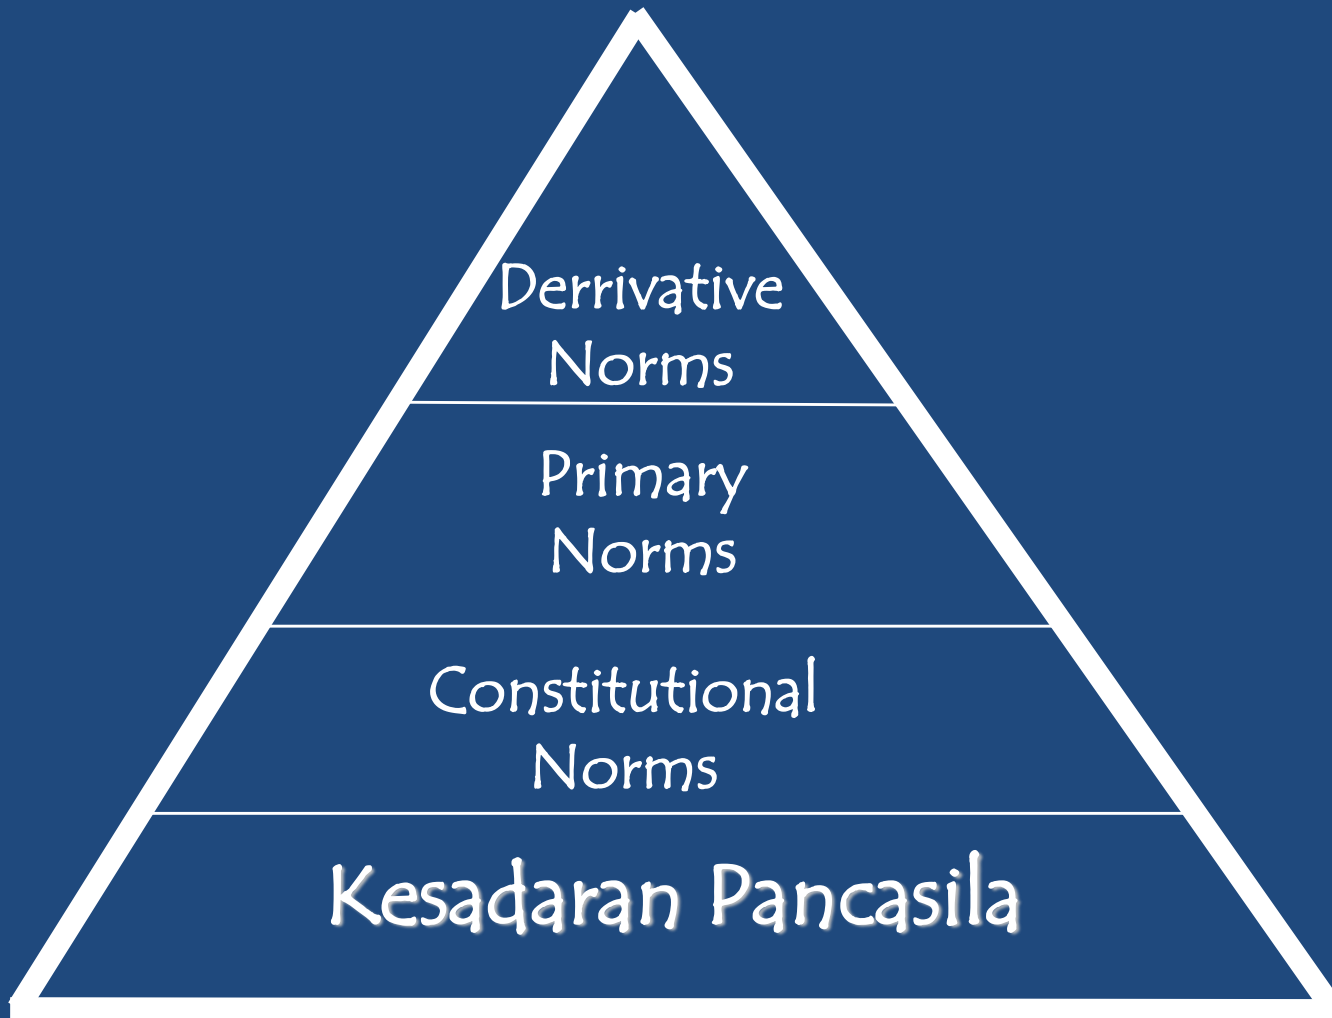 Derrivative
Norms
Primary
Norms
Constitutional
Norms
Kesadaran Pancasila